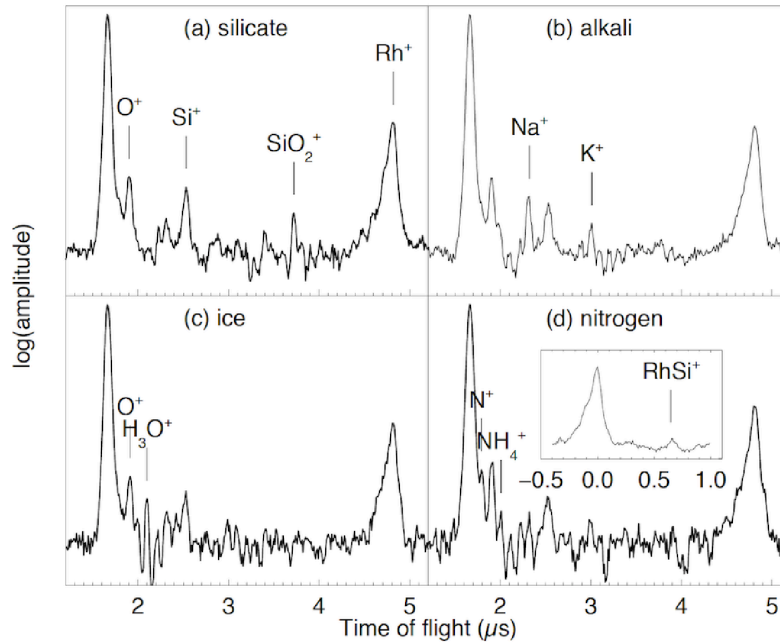 (a) silicate
O⁺
Si⁺
SiO₂⁺
Rh⁺
(b) alkali
Na⁺
K⁺
log(amplitude)
(c) ice
O⁺
H₃O⁺
(d) nitrogen
N⁺
NH₄⁺
RhSi⁺
−0.5 0.0 0.5 1.0
2 3 4 5 2 3 4 5
Time of flight (μs)